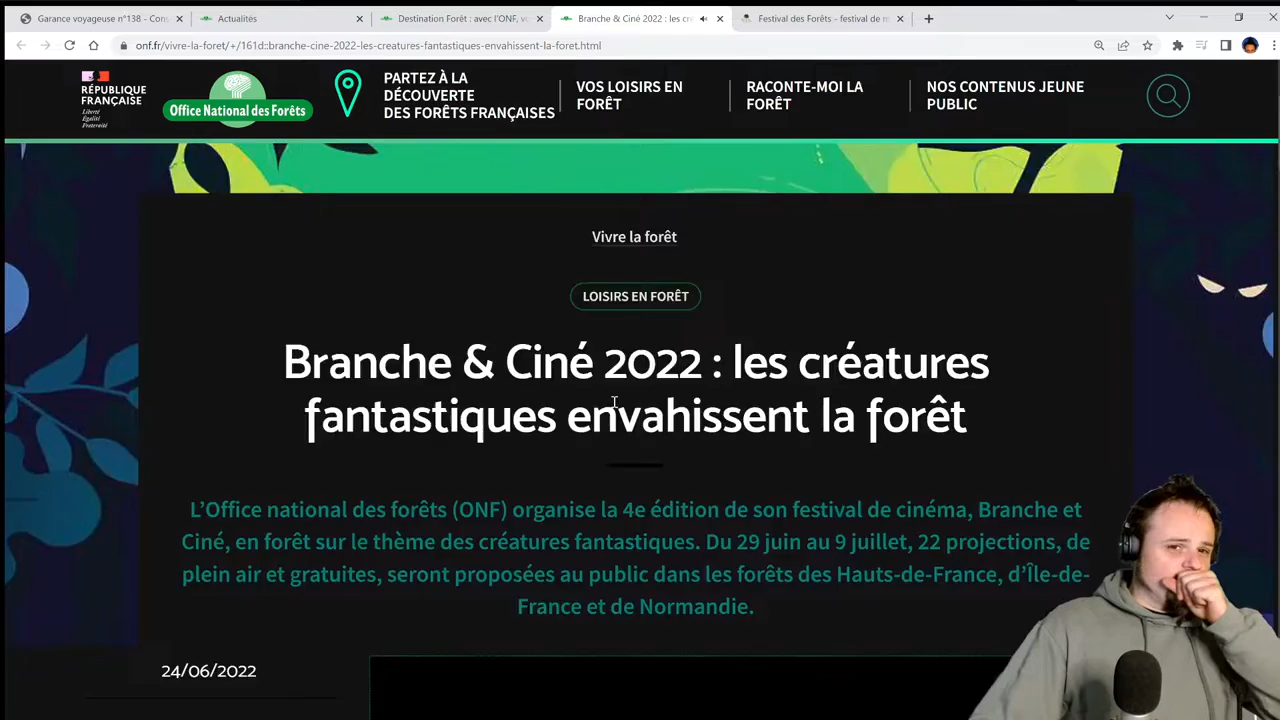 Garance voyageuse n°138 - Con
Actualités
Destination Forêt : avec l'ONF, vo
Branche & Ciné 2022 : les cré
Festival des Forêts - festival de m
onf.fr/vivre-la-foret/+/161d:branche-cine-2022-les-creatures-fantastiques-envahissent-la-foret.html
RÉPUBLIQUE
FRANÇAISE
Liberté
Égalité
Fraternité
Office National des Forêts
PARTEZ À LA
DÉCOUVERTE
DES FORÊTS FRANÇAISES
VOS LOISIRS EN
FORÊT
RACONTE-MOI LA
FORÊT
NOS CONTENUS JEUNE
PUBLIC
Vivre la forêt
LOISIRS EN FORÊT
Branche & Ciné 2022 : les créatures
fantastiques envahissent la forêt
L'Office national des forêts (ONF) organise la 4e édition de son festival de cinéma, Branche et
Ciné, en forêt sur le thème des créatures fantastiques. Du 29 juin au 9 juillet, 22 projections, de
plein air et gratuites, seront proposées au public dans les forêts des Hauts-de-France, d'Île-de-
France et de Normandie.
24/06/2022